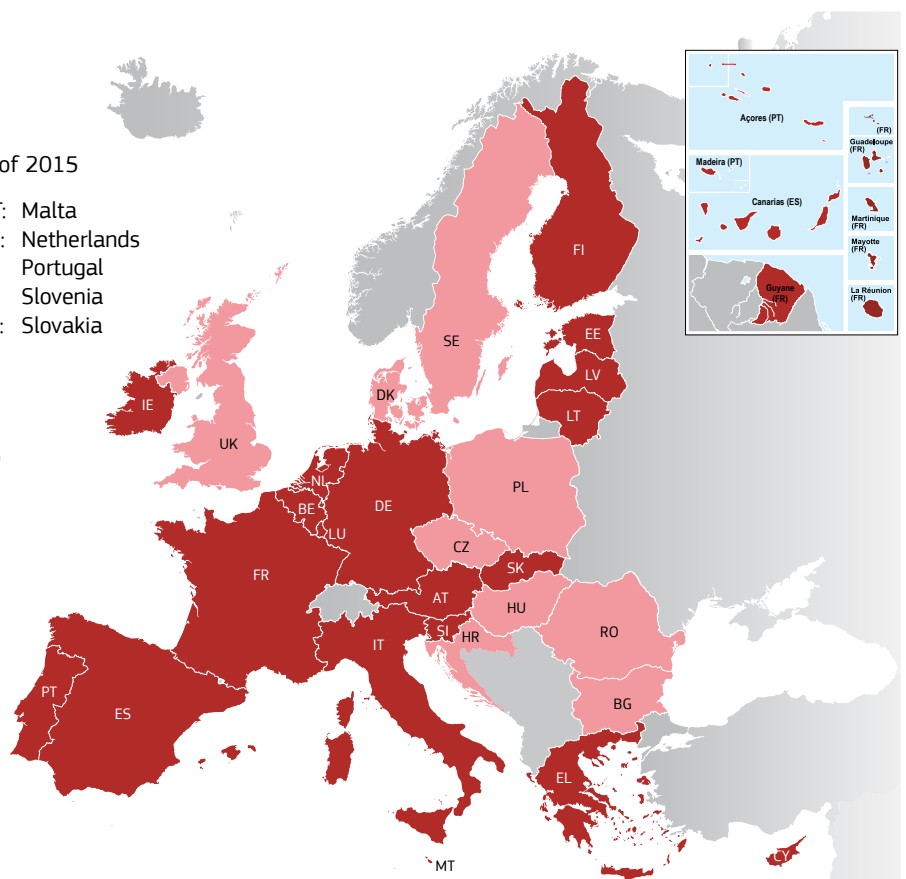 of 2015
T: Malta
: Netherlands
Portugal
Slovenia
: Slovakia
Açores (PT)
(FR)
Guadeloupe
(FR)
Madeira (PT)
Canarias (ES)
Martinique
(FR)
Mayotte
(FR)
Guyane
(FR)
La Réunion
(FR)
FI
SE
EE
LV
LT
DK
IE
UK
NL
BE
LU
DE
PL
CZ
SK
FR
AT
HU
SI
HR
IT
RO
BG
PT
ES
EL
MT
CY